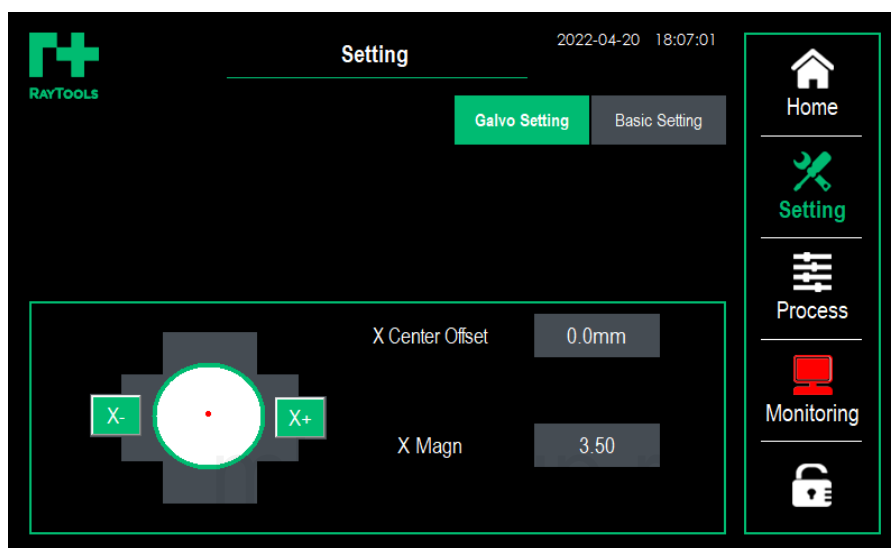 RAYTOOLS
Setting
2022-04-20 18:07:01
Galvo Setting
Basic Setting
X Center Offset
0.0mm
X-
X+
X Magn
3.50
Home
Setting
Process
Monitoring